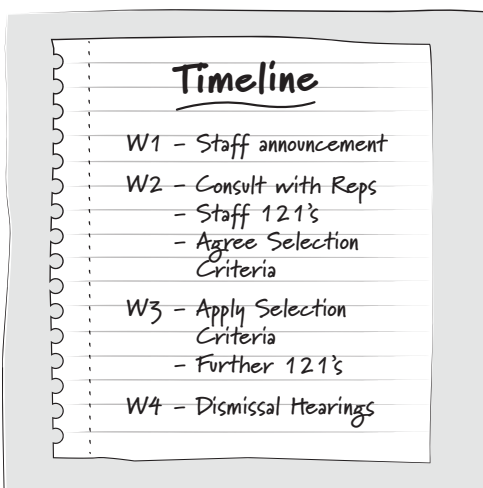 Timeline
W1 - Staff announcement
W2 - Consult with Reps
- Staff 121's
- Agree Selection
Criteria
W3 - Apply Selection
Criteria
- Further 121's
W4 - Dismissal Hearings